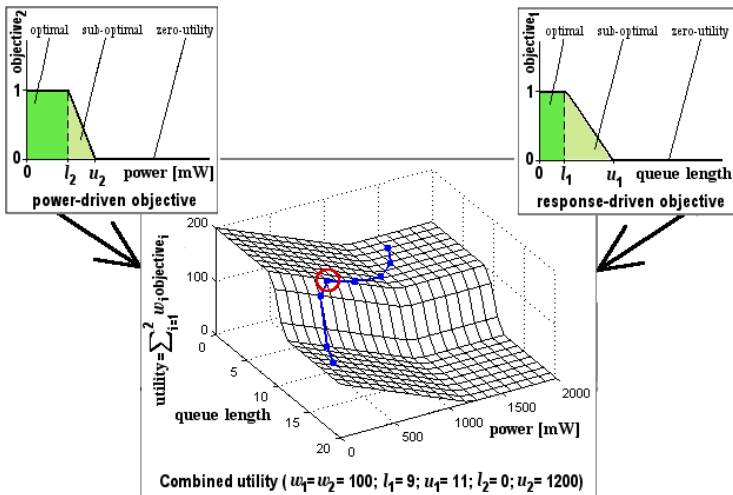 objective₂
optimal
sub-optimal
zero-utility
1
0
0
l₂
u₂
power [mW]
power-driven objective
objective₁
optimal
sub-optimal
zero-utility
1
0
0
l₁
u₁
queue length
response-driven objective
utility = ∑²ᵢ₌₁ wᵢ objectiveᵢ
200
100
0
0
5
10
15
20
queue length
0
500
1000
1500
2000
power [mW]
Combined utility ( w₁= w₂ = 100; l₁= 9; u₁= 11; l₂= 0; u₂= 1200)